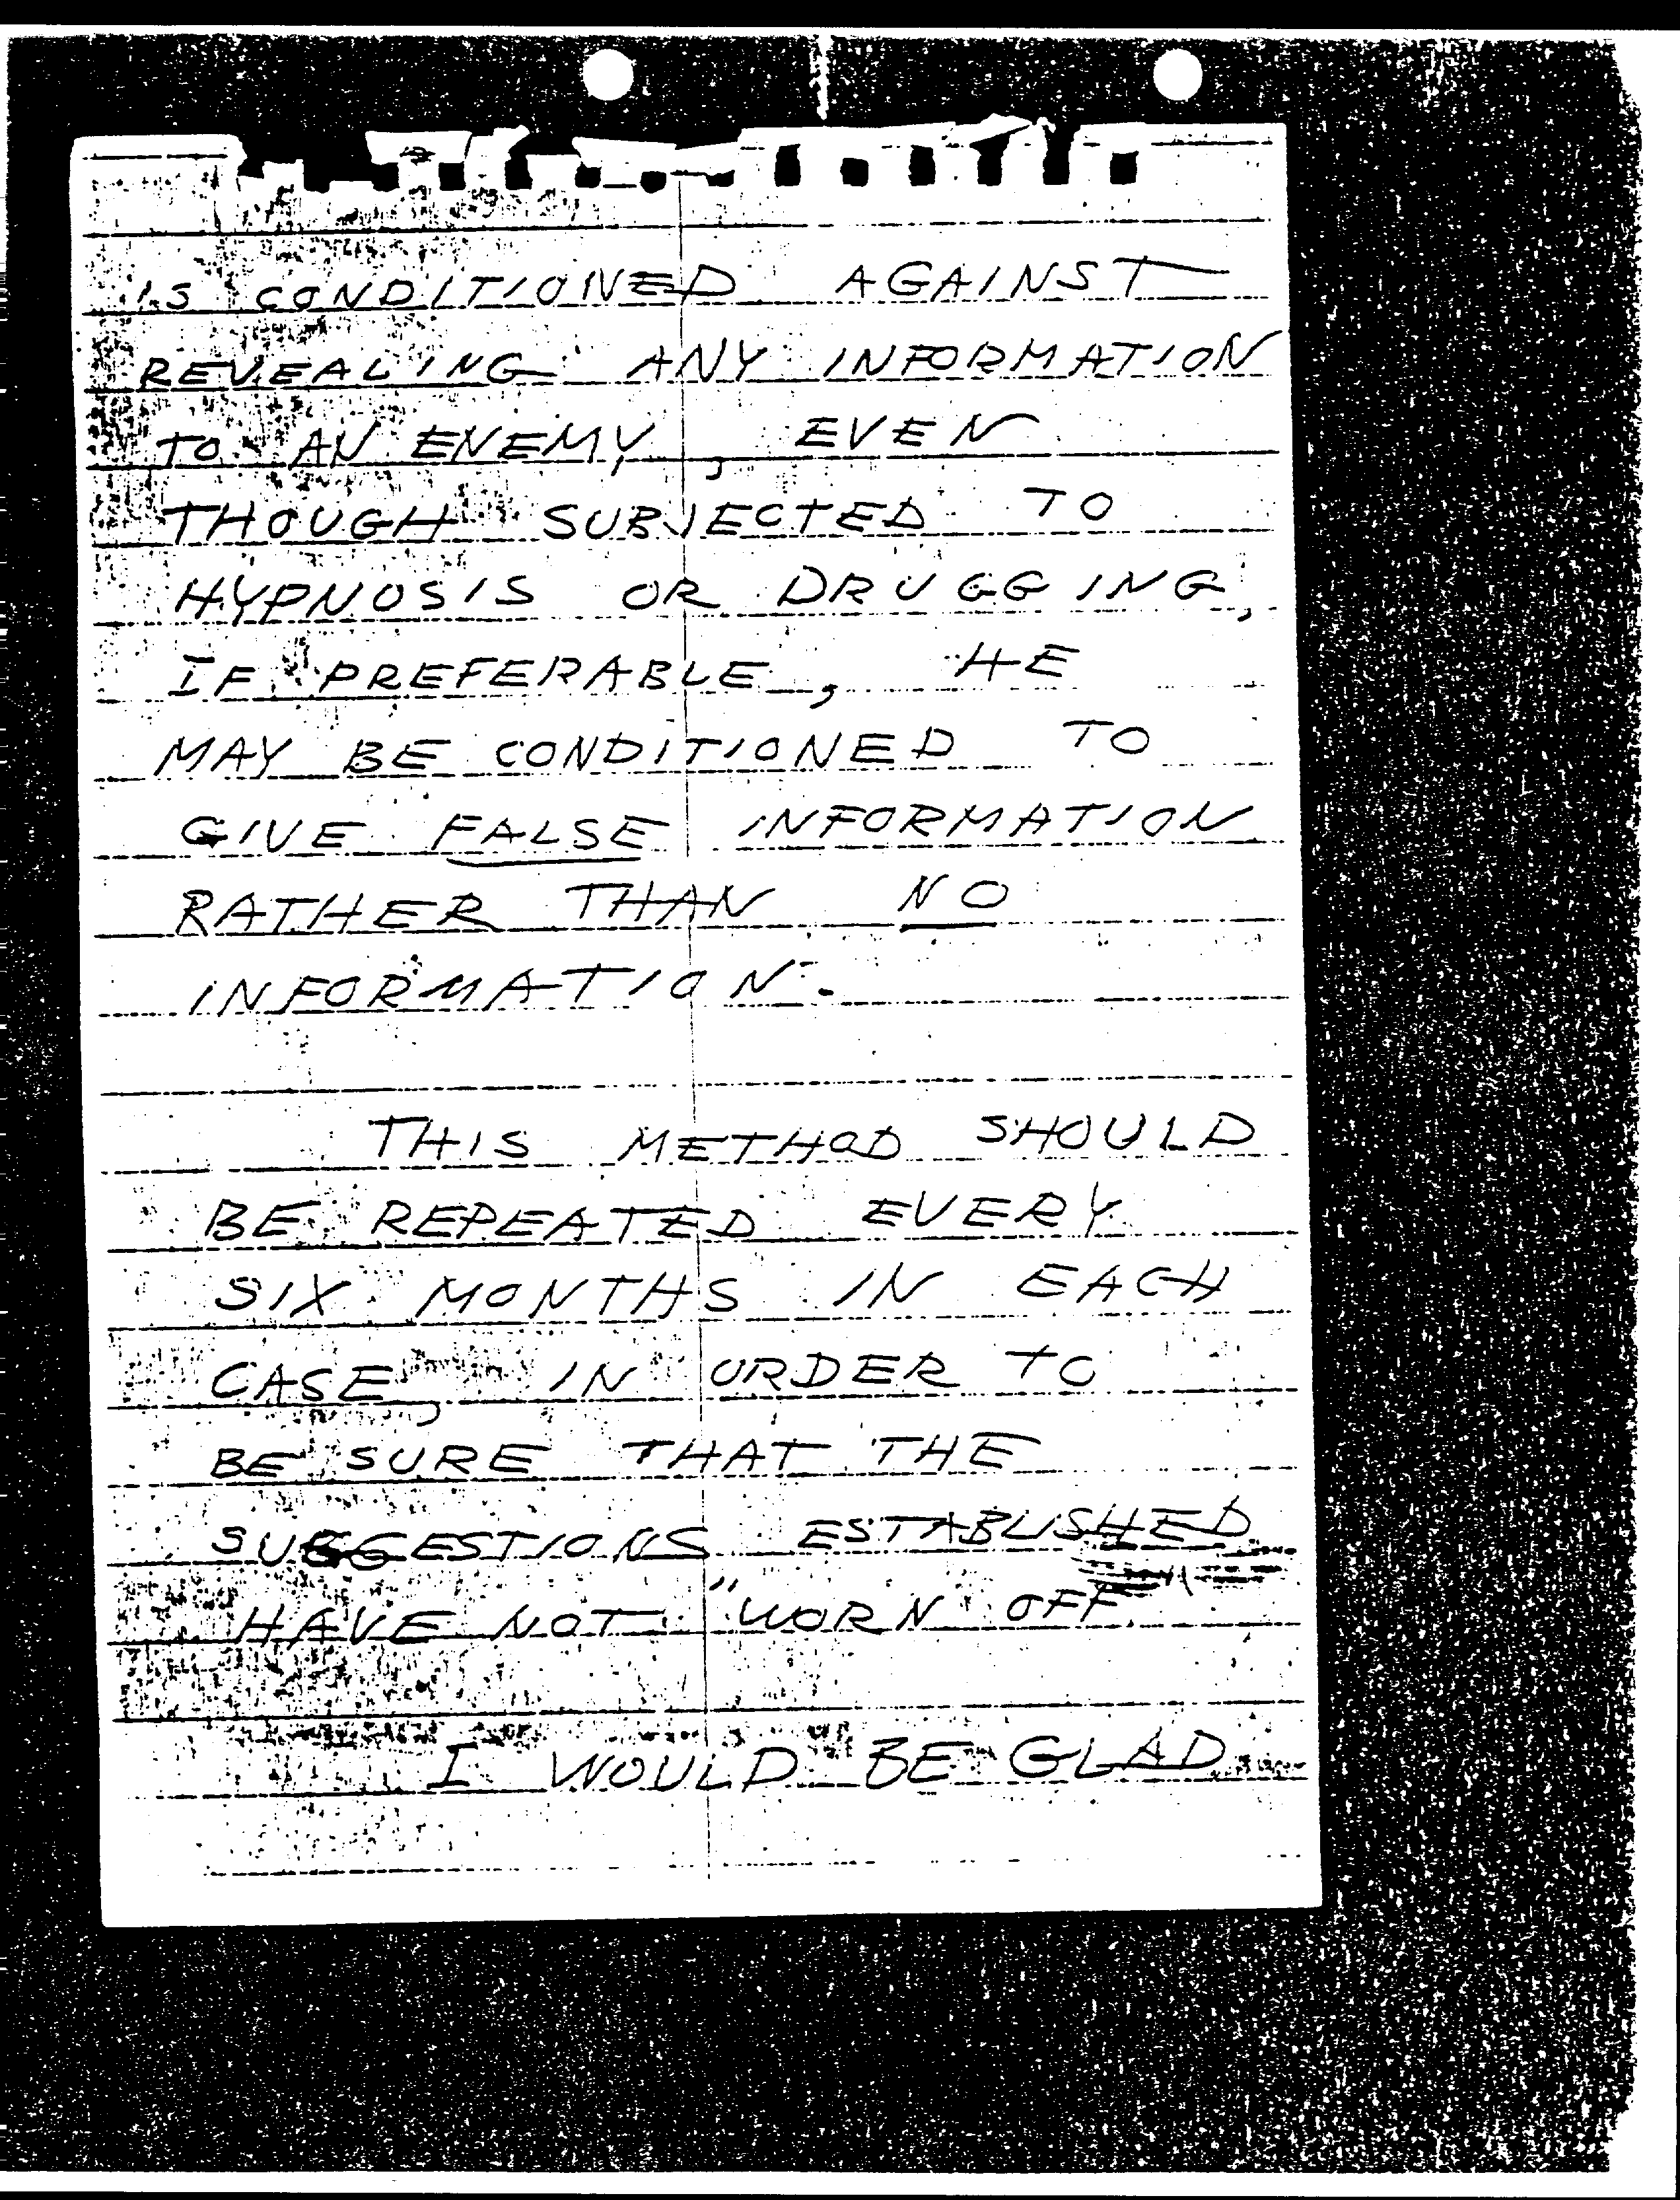 IS CONDITIONED AGAINST
REVEALING ANY INFORMATION
TO AN ENEMY, EVEN
THOUGH SUBJECTED TO
HYPNOSIS OR DRUGGING,
IF PREFERABLE, HE
MAY BE CONDITIONED TO
GIVE FALSE INFORMATION
RATHER THAN NO
INFORMATION.
THIS METHOD SHOULD
BE REPEATED EVERY
SIX MONTHS IN EACH
CASE, IN ORDER TO
BE SURE THAT THE
SUGGESTIONS ESTABLISHED
HAVE NOT "WORN OFF".
I WOULD BE GLAD